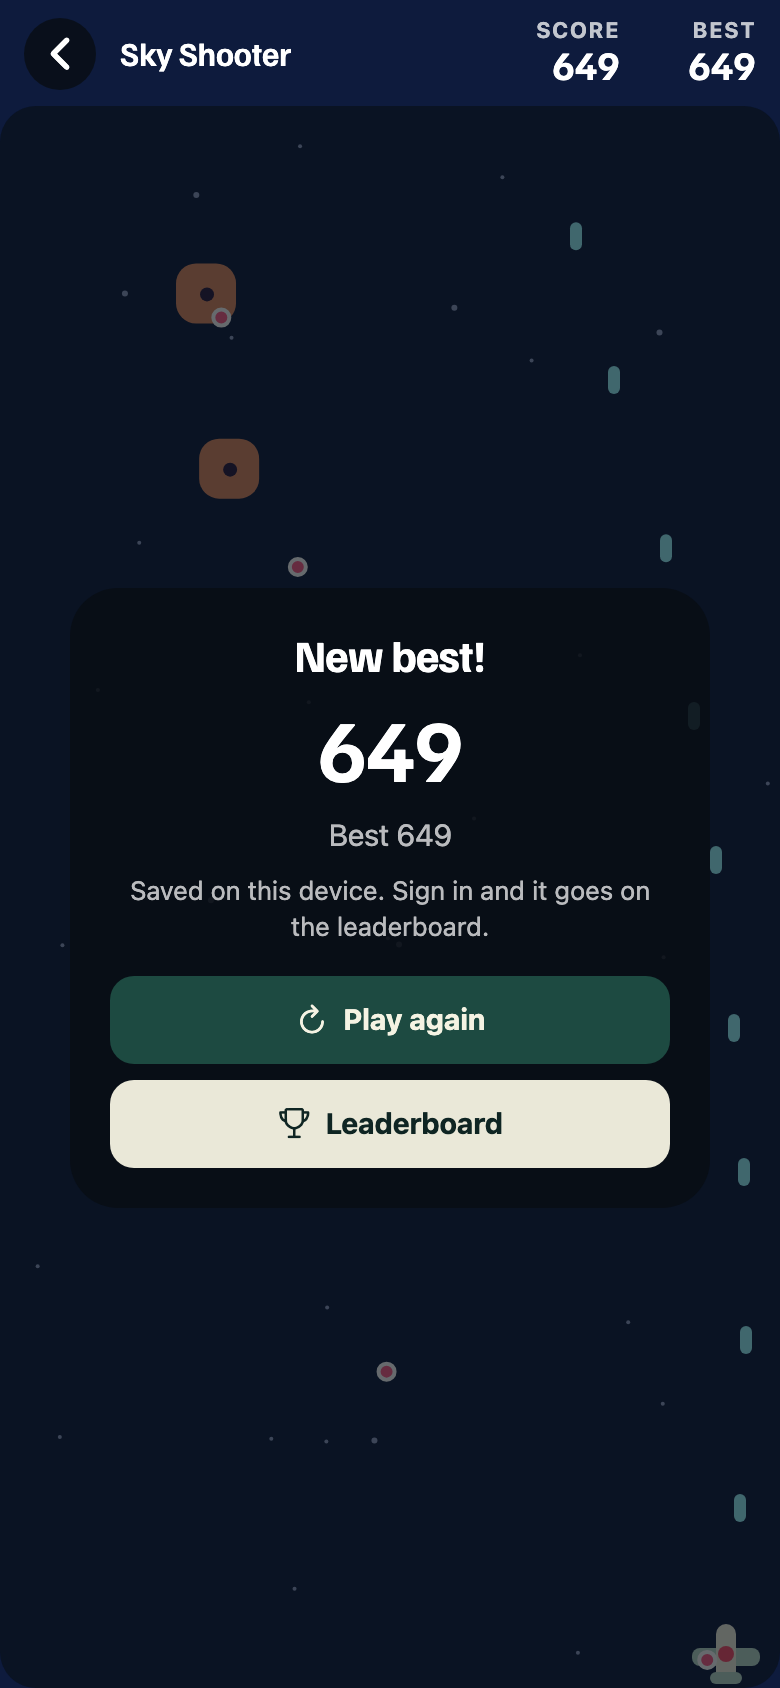 Sky Shooter
SCORE
649
BEST
649
New best!
649
Best 649
Saved on this device. Sign in and it goes on
the leaderboard.
Play again
Leaderboard